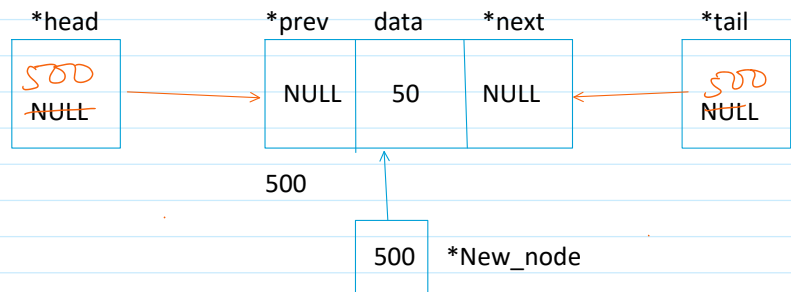 *head *prev data *next *tail
500 500
NULL NULL 50 NULL NULL
500
500 *New_node